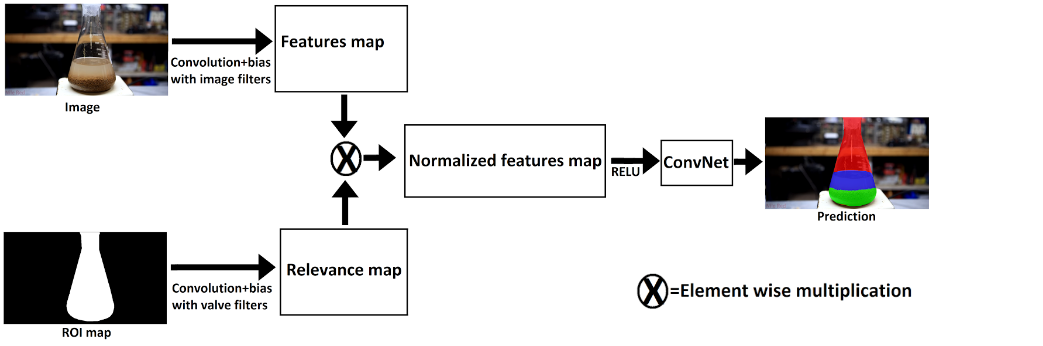 Image
Convolution+bias
with image filters
Features map
Normalized features map
RELU
ConvNet
Prediction
Relevance map
Convolution+bias
with valve filters
ROI map
X=Element wise multiplication